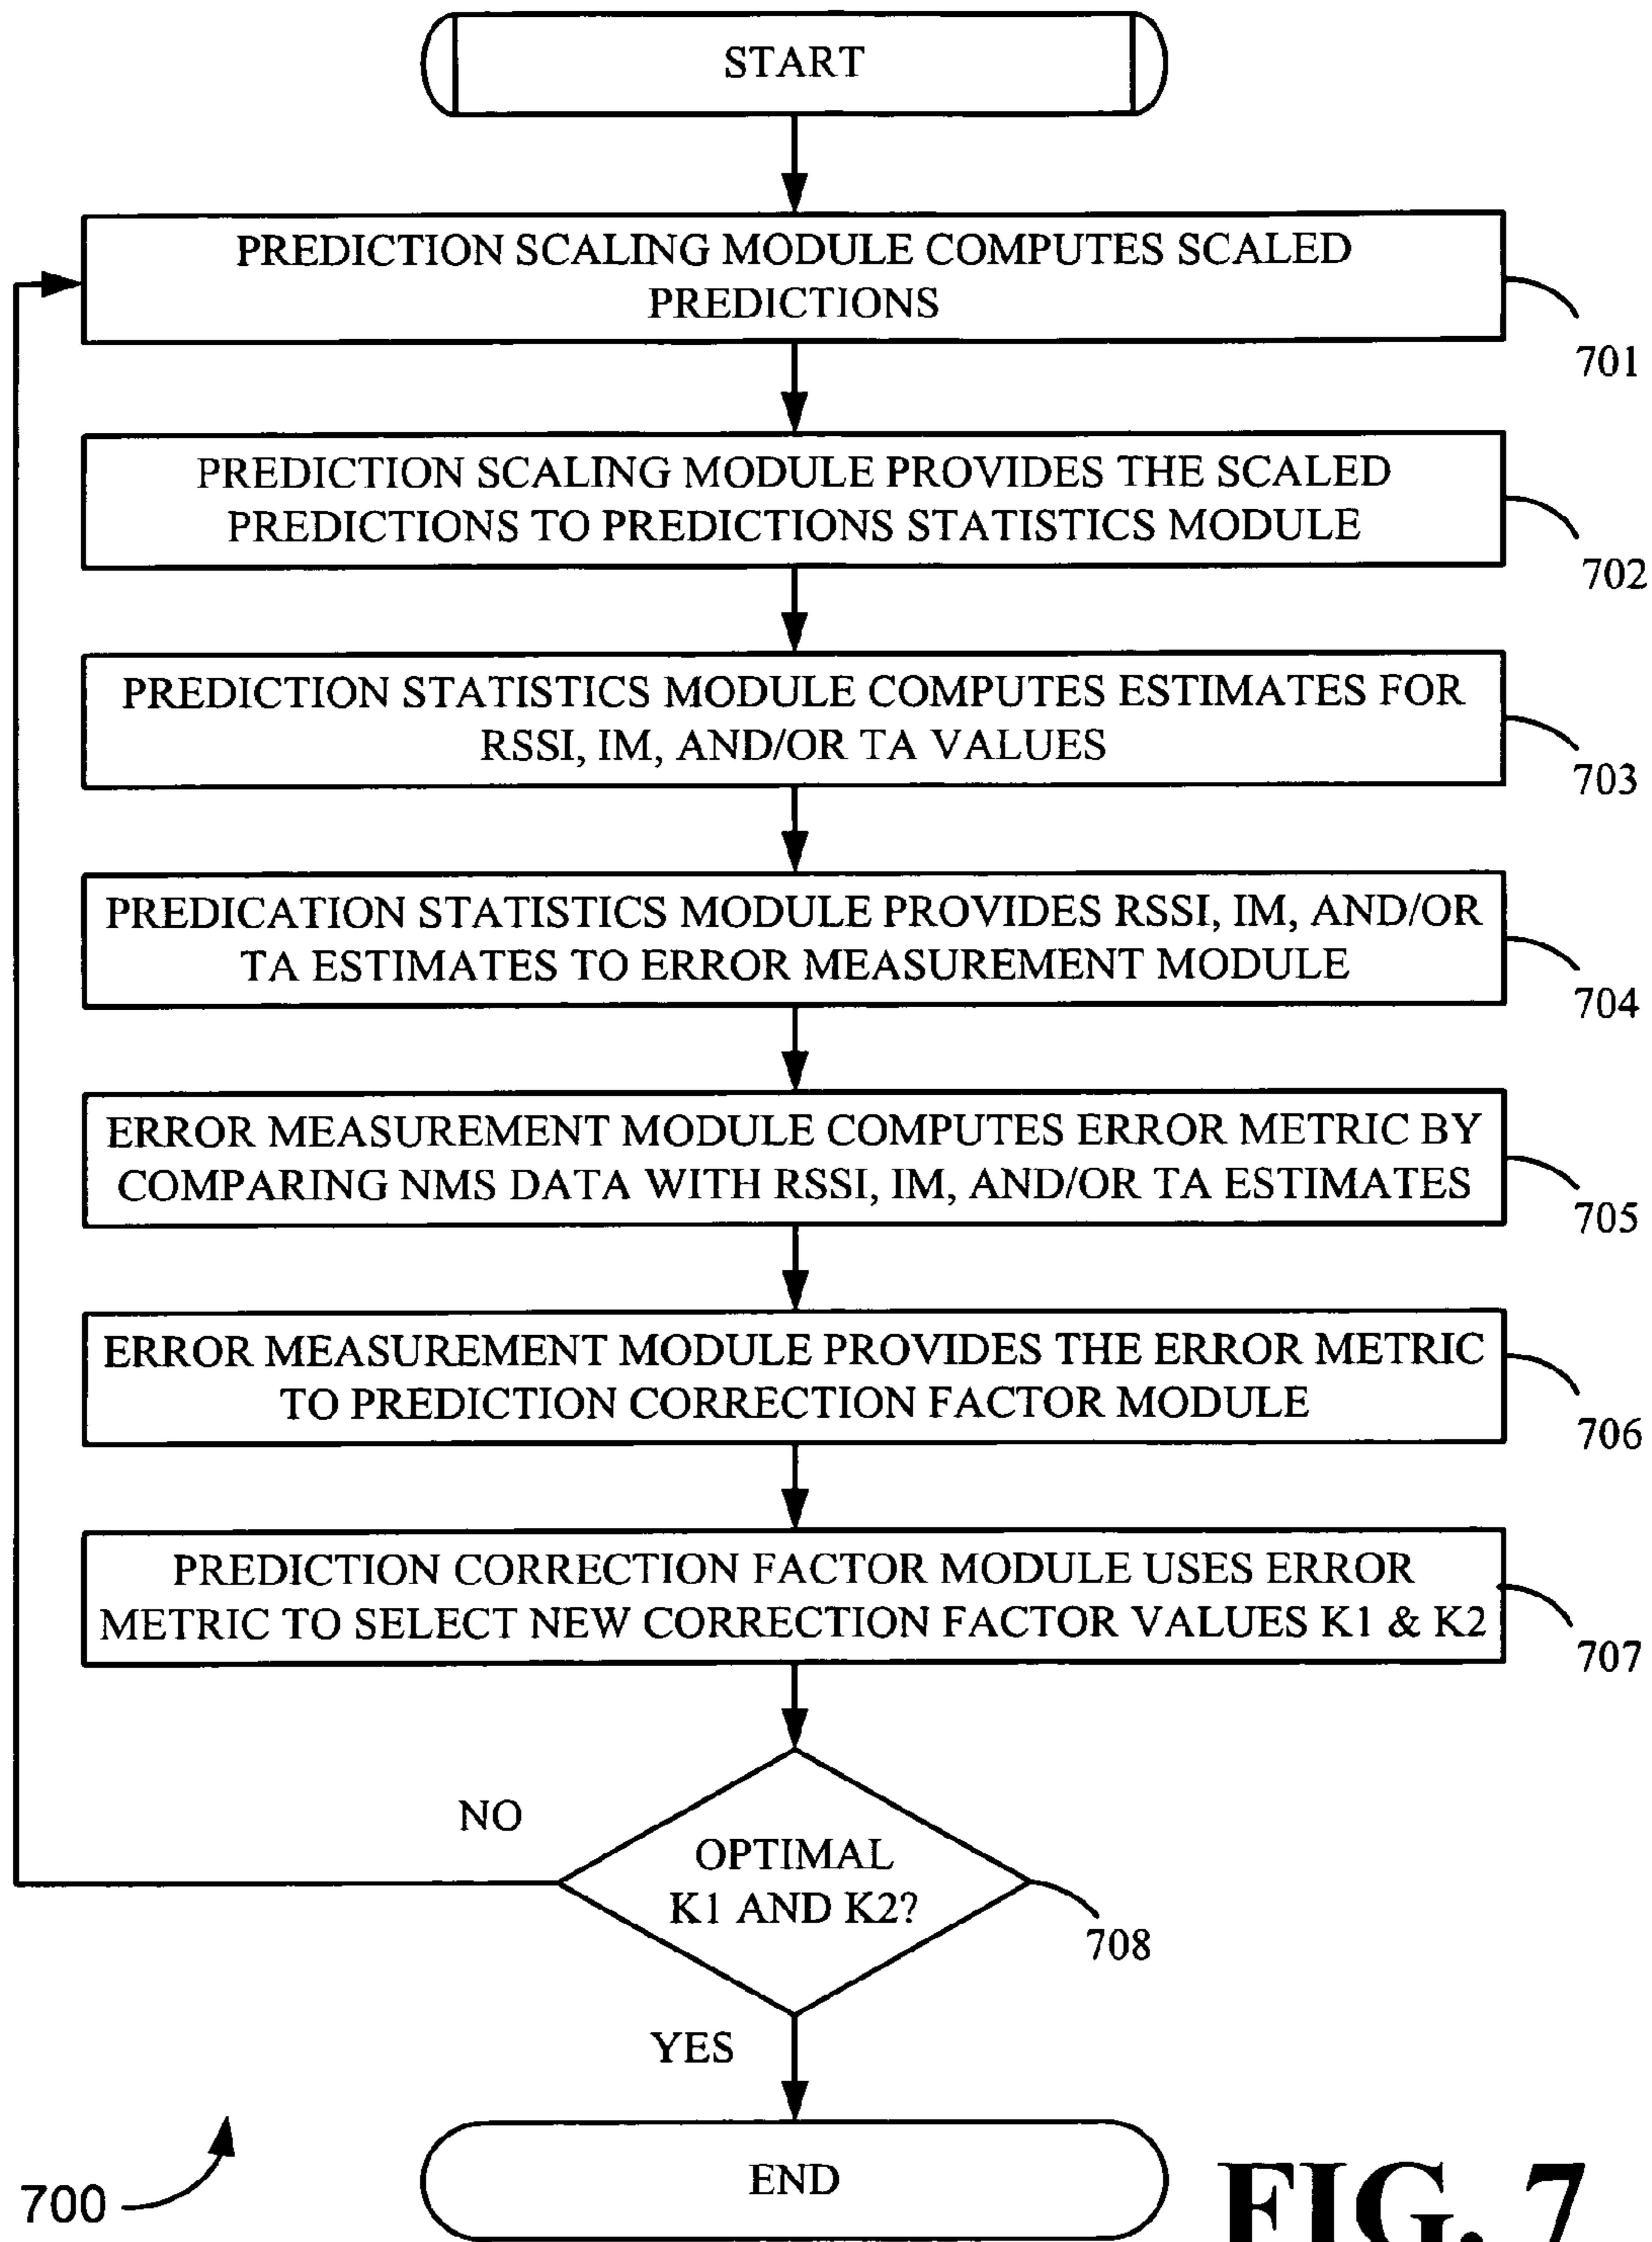 START
PREDICTION SCALING MODULE COMPUTES SCALED
PREDICTIONS
701
PREDICTION SCALING MODULE PROVIDES THE SCALED
PREDICTIONS TO PREDICTIONS STATISTICS MODULE
702
PREDICTION STATISTICS MODULE COMPUTES ESTIMATES FOR
RSSI, IM, AND/OR TA VALUES
703
PREDICATION STATISTICS MODULE PROVIDES RSSI, IM, AND/OR
TA ESTIMATES TO ERROR MEASUREMENT MODULE
704
ERROR MEASUREMENT MODULE COMPUTES ERROR METRIC BY
COMPARING NMS DATA WITH RSSI, IM, AND/OR TA ESTIMATES
705
ERROR MEASUREMENT MODULE PROVIDES THE ERROR METRIC
TO PREDICTION CORRECTION FACTOR MODULE
706
PREDICTION CORRECTION FACTOR MODULE USES ERROR
METRIC TO SELECT NEW CORRECTION FACTOR VALUES K1 & K2
707
NO
OPTIMAL
K1 AND K2?
708
YES
END
700
FIG. 7